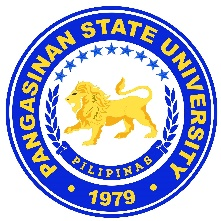 PANGASINAN STATE UNIVERSITY
PILIPINAS
· 1979 ·